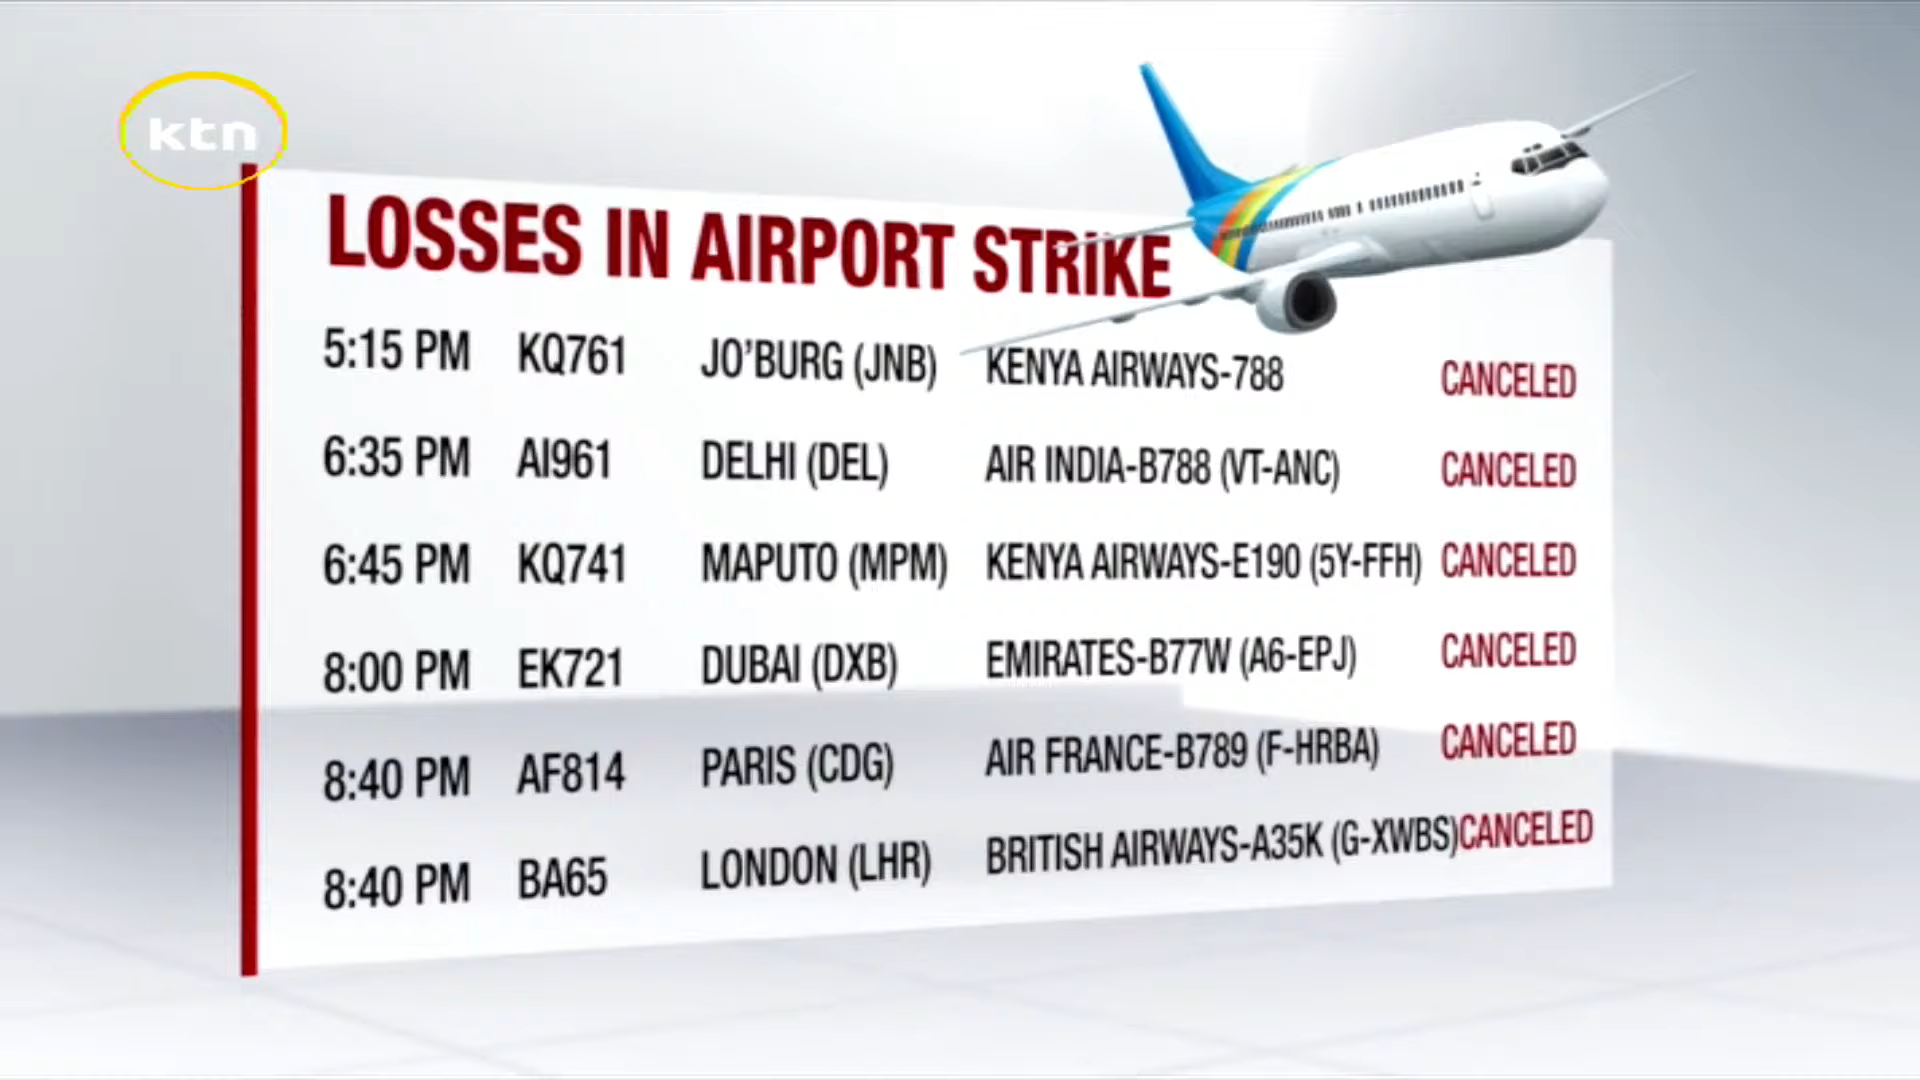 ktn
LOSSES IN AIRPORT STRIKE
5:15 PM KQ761 JO'BURG (JNB) KENYA AIRWAYS-788 CANCELED
6:35 PM AI961 DELHI (DEL) AIR INDIA-B788 (VT-ANC) CANCELED
6:45 PM KQ741 MAPUTO (MPM) KENYA AIRWAYS-E190 (5Y-FFH) CANCELED
8:00 PM EK721 DUBAI (DXB) EMIRATES-B77W (A6-EPJ) CANCELED
8:40 PM AF814 PARIS (CDG) AIR FRANCE-B789 (F-HRBA) CANCELED
8:40 PM BA65 LONDON (LHR) BRITISH AIRWAYS-A35K (G-XWBS) CANCELED